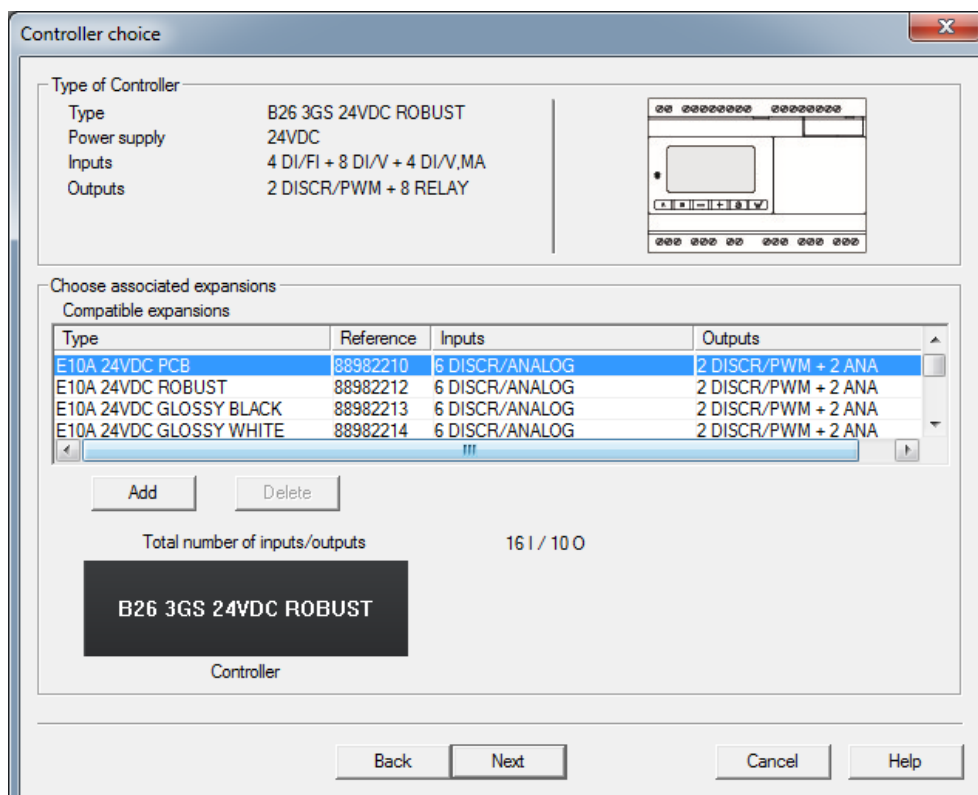 Controller choice
Type of Controller
Type B26 3GS 24VDC ROBUST
Power supply 24VDC
Inputs 4 DI/FI + 8 DI/V + 4 DI/V,MA
Outputs 2 DISCR/PWM + 8 RELAY
Choose associated expansions
Compatible expansions
Type Reference Inputs Outputs
E10A 24VDC PCB 88982210 6 DISCR/ANALOG 2 DISCR/PWM + 2 ANA
E10A 24VDC ROBUST 88982212 6 DISCR/ANALOG 2 DISCR/PWM + 2 ANA
E10A 24VDC GLOSSY BLACK 88982213 6 DISCR/ANALOG 2 DISCR/PWM + 2 ANA
E10A 24VDC GLOSSY WHITE 88982214 6 DISCR/ANALOG 2 DISCR/PWM + 2 ANA
Add Delete
Total number of inputs/outputs 16 I / 10 O
B26 3GS 24VDC ROBUST
Controller
Back Next Cancel Help